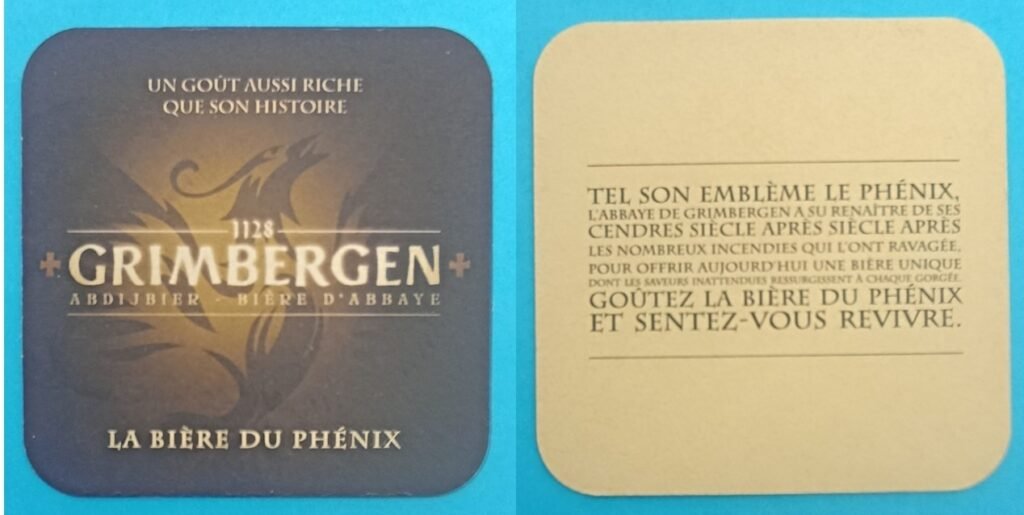 UN GOÛT AUSSI RICHE
QUE SON HISTOIRE
1128
GRIMBERGEN
ABDIJBIER - BIÈRE D'ABBAYE
LA BIÈRE DU PHÉNIX
TEL SON EMBLÈME LE PHÉNIX,
L'ABBAYE DE GRIMBERGEN A SU RENAÎTRE DE SES
CENDRES SIÈCLE APRÈS SIÈCLE APRÈS
LES NOMBREUX INCENDIES QUI L'ONT RAVAGÉE,
POUR OFFRIR AUJOURD'HUI UNE BIÈRE UNIQUE
DONT LES SAVEURS INATTENDUES RESSURGISSENT À CHAQUE GORGÉE.
GOÛTEZ LA BIÈRE DU PHÉNIX
ET SENTEZ-VOUS REVIVRE.